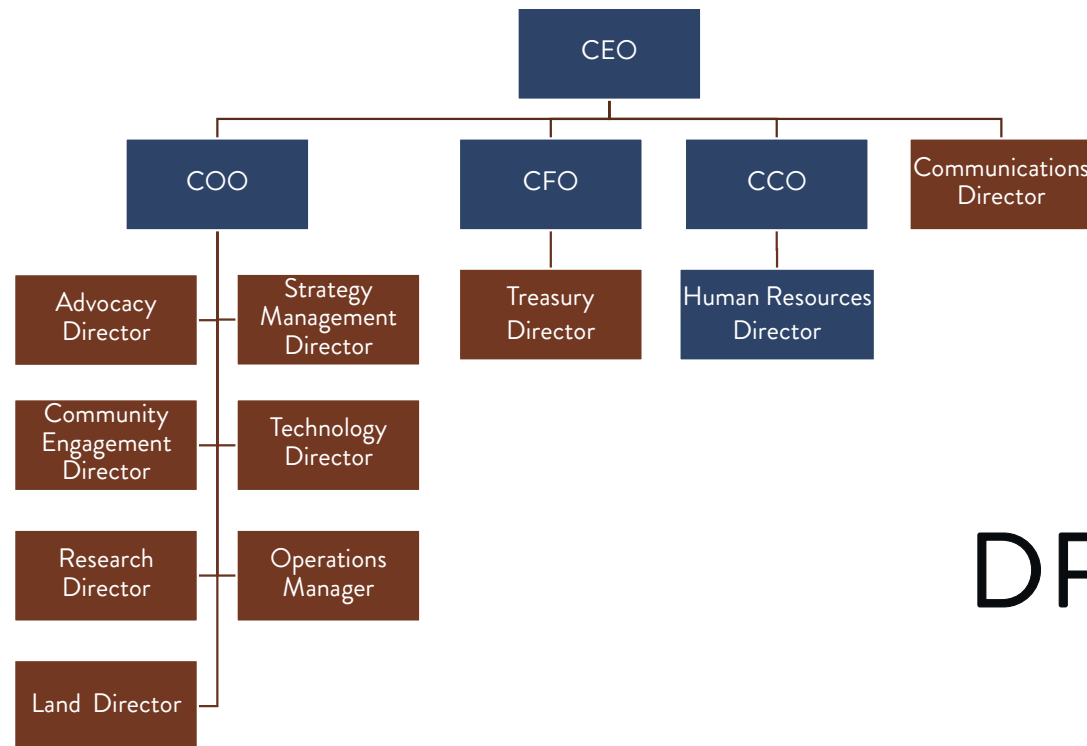 CEO
COO
CFO
CCO
Communications
Director
Advocacy
Director
Strategy
Management
Director
Treasury
Director
Human Resources
Director
Community
Engagement
Director
Technology
Director
Research
Director
Operations
Manager
Land Director